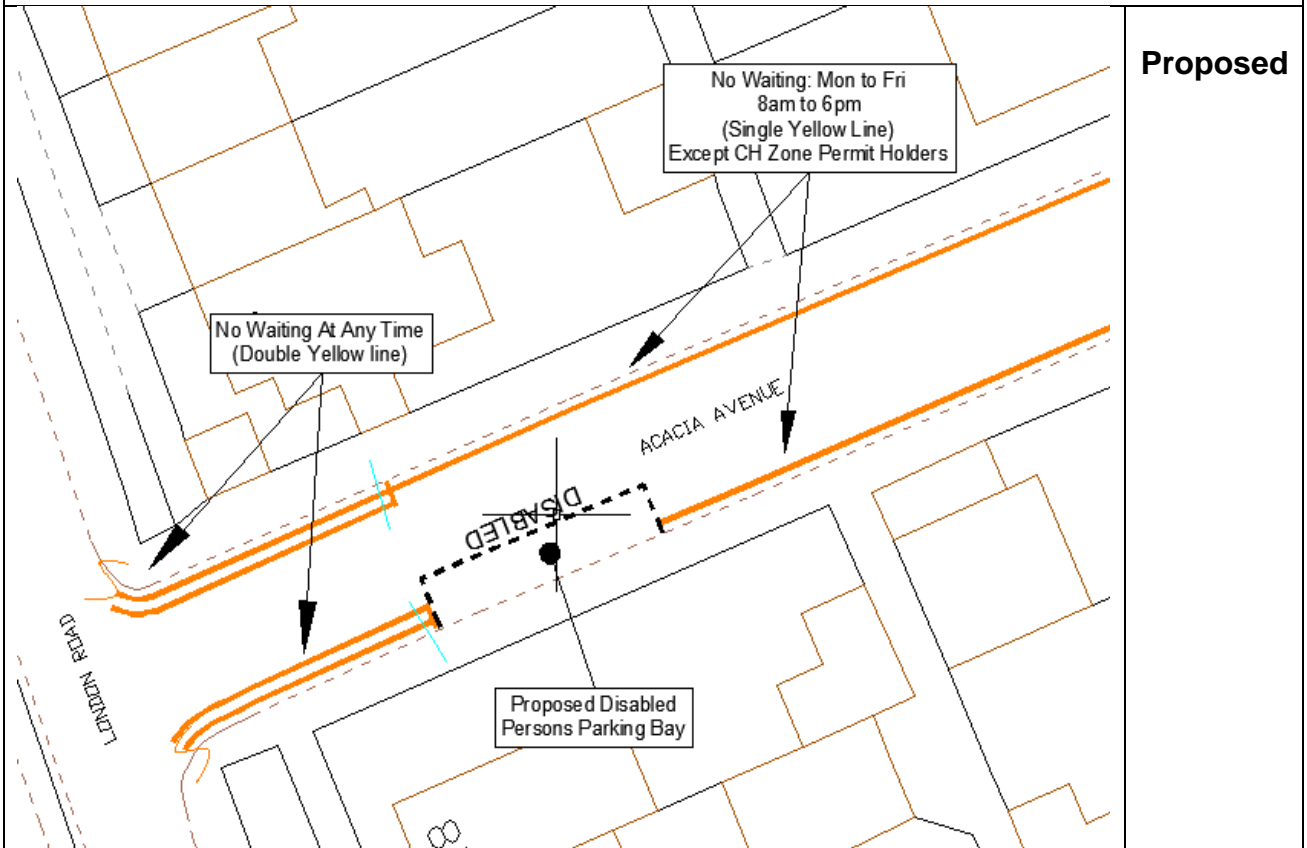 Proposed
No Waiting: Mon to Fri
8am to 6pm
(Single Yellow Line)
Except CH Zone Permit Holders
No Waiting At Any Time
(Double Yellow line)
ACACIA AVENUE
DISABLED
LONDON ROAD
Proposed Disabled
Persons Parking Bay
8